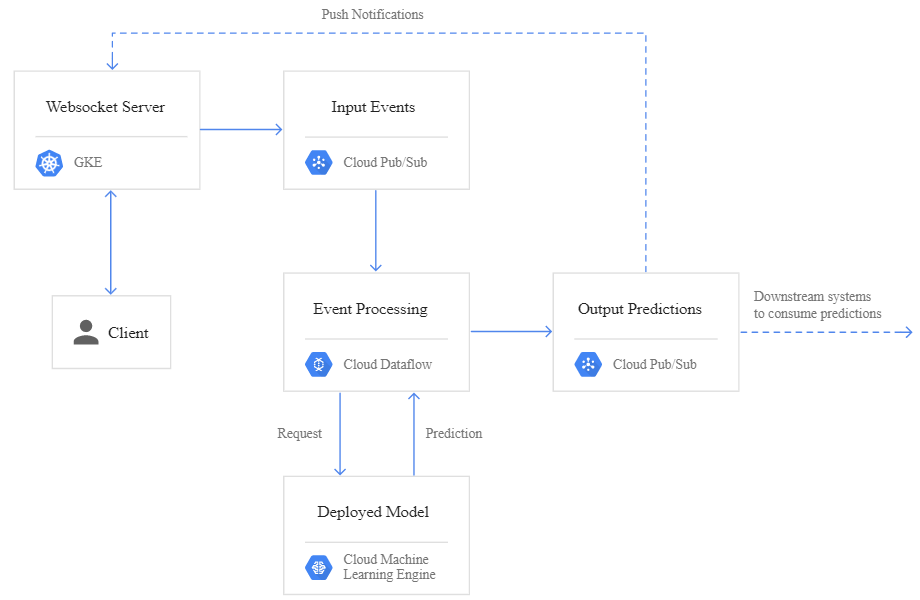 Push Notifications
Websocket Server
GKE
Input Events
Cloud Pub/Sub
Client
Event Processing
Cloud Dataflow
Output Predictions
Cloud Pub/Sub
Downstream systems
to consume predictions
Request
Prediction
Deployed Model
Cloud Machine
Learning Engine